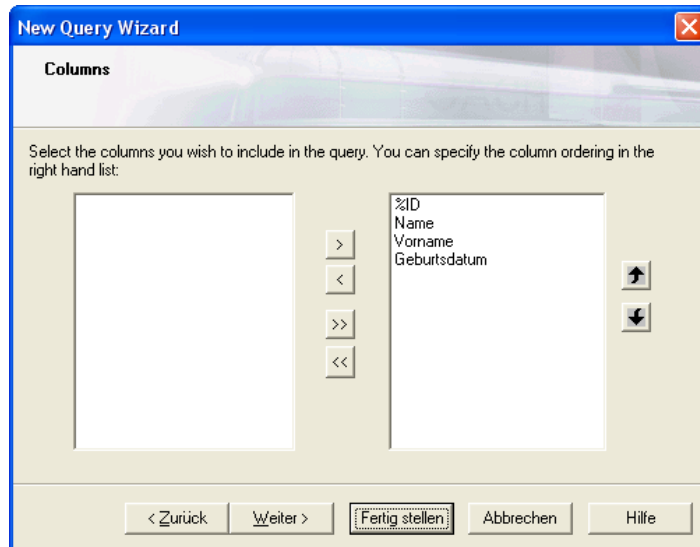 New Query Wizard
Columns
Select the columns you wish to include in the query. You can specify the column ordering in the
right hand list:
%ID
Name
Vorname
Geburtsdatum
>
<
>>
<<
< Zurück
Weiter >
Fertig stellen
Abbrechen
Hilfe